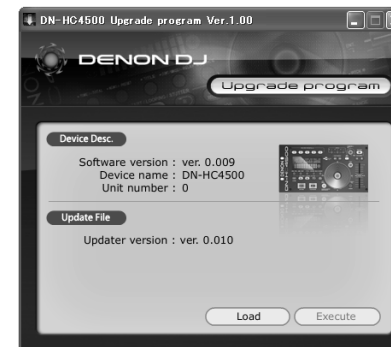 DN-HC4500 Upgrade program Ver.1.00
DENON DJ
Upgrade program
Device Desc.
Software version : ver. 0.009
Device name : DN-HC4500
Unit number : 0
Update File
Updater version : ver. 0.010
Load Execute